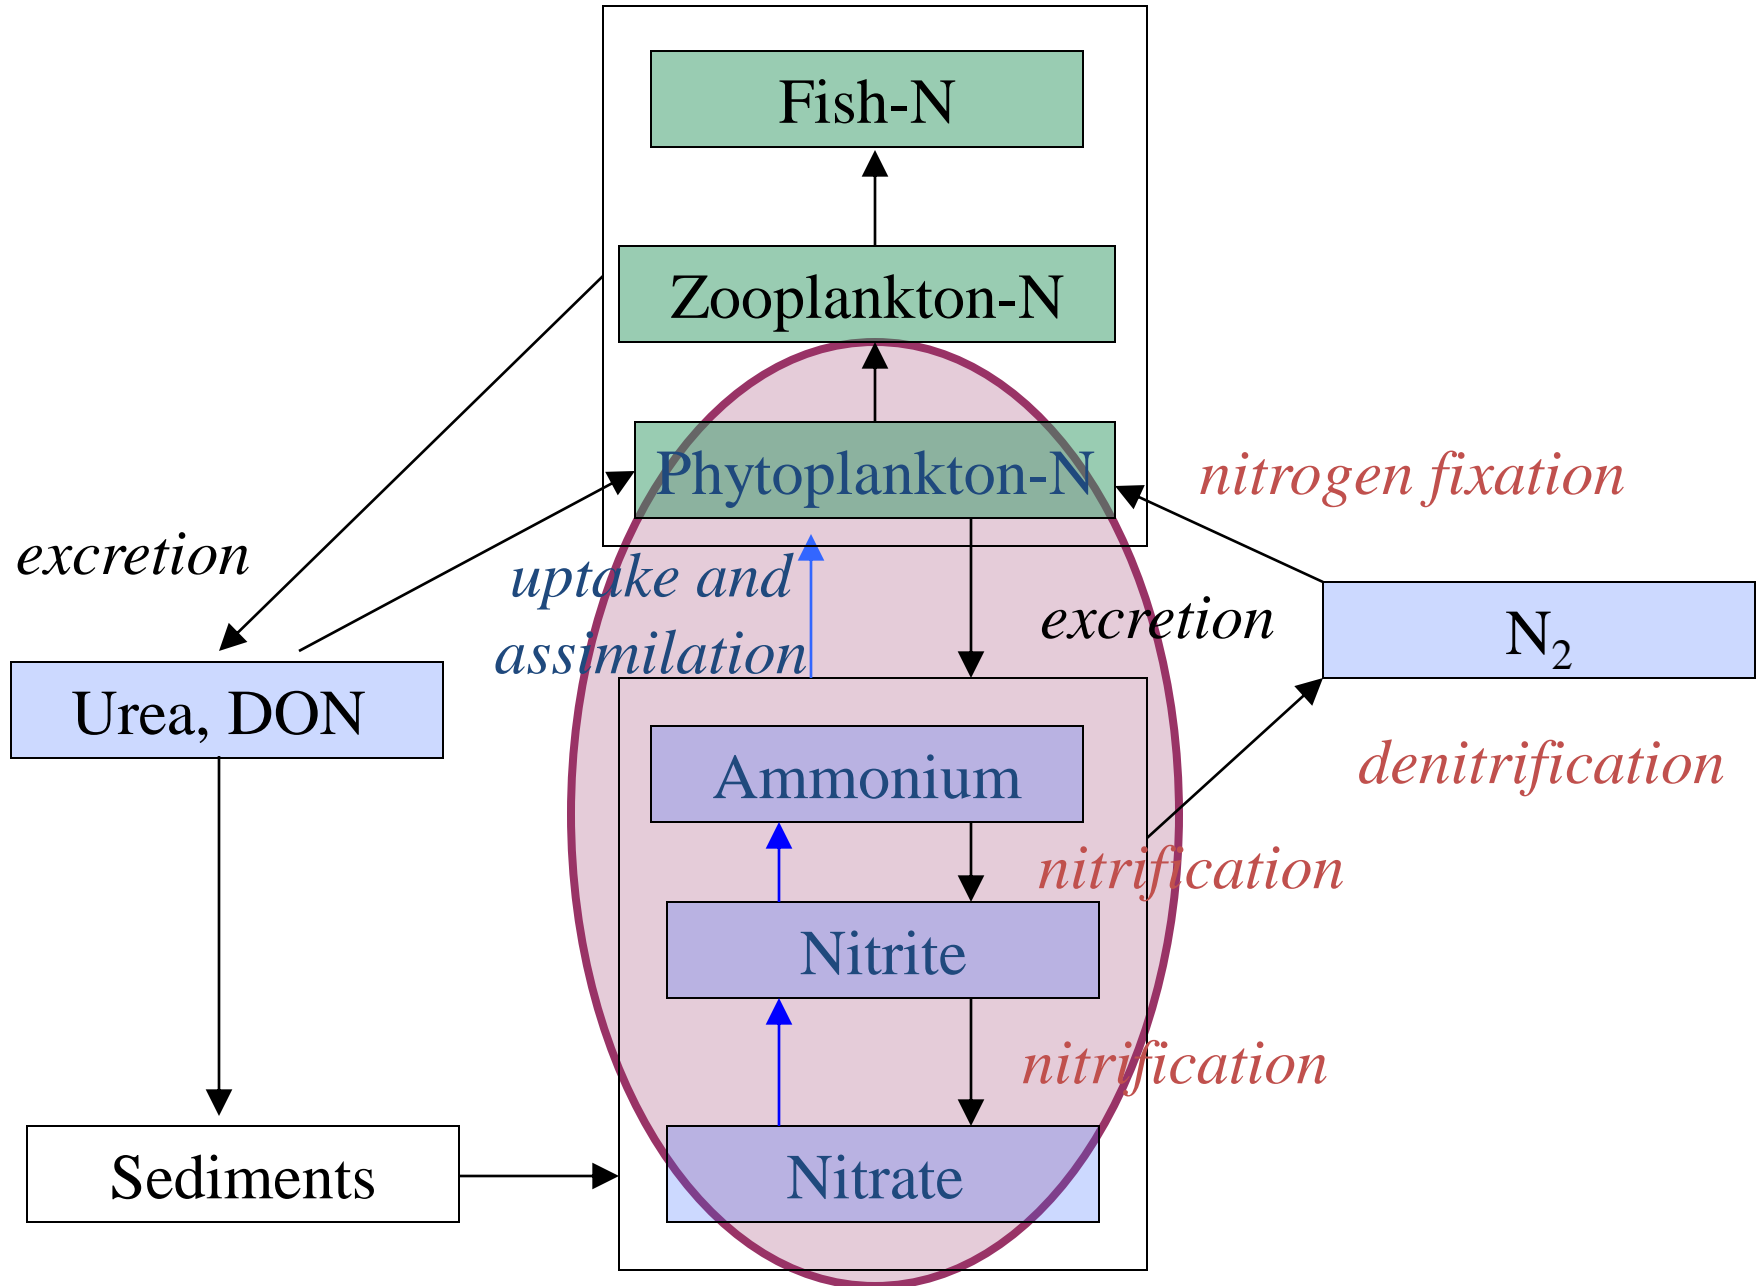 Fish-N
Zooplankton-N
Phytoplankton-N
nitrogen fixation
excretion
uptake and
assimilation
excretion
N₂
Urea, DON
Ammonium
denitrification
nitrification
Nitrite
nitrification
Sediments
Nitrate